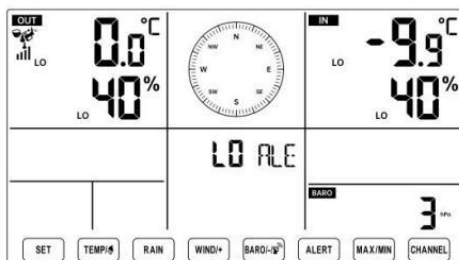 OUT
0.0°C
LO
40%
LO
N
NW
NE
W
E
SW
SE
S
IN
-9.9°C
LO
40%
LO
LO ALE
BARO
3 hPa
SET
TEMP/
RAIN
WIND/+
BARO/-/
ALERT
MAX/MIN
CHANNEL